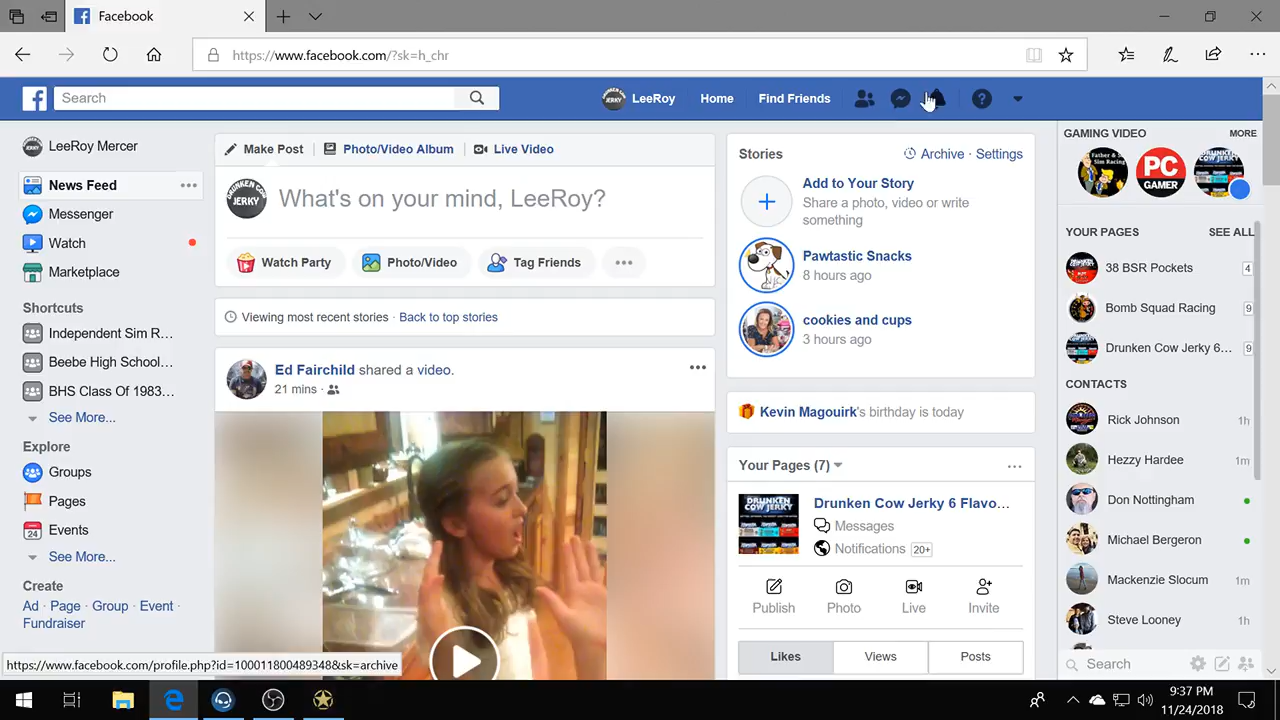 Facebook
https://www.facebook.com/?sk=h_chr
Search
LeeRoy
Home
Find Friends
LeeRoy Mercer
News Feed
Messenger
Watch
Marketplace
Shortcuts
Independent Sim R...
Beebe High School...
BHS Class Of 1983...
See More...
Explore
Groups
Pages
24
Events
See More...
Create
Ad · Page · Group · Event ·
Fundraiser
https://www.facebook.com/profile.php?id=100011800489348&sk=archive
Make Post
Photo/Video Album
Live Video
What's on your mind, LeeRoy?
Watch Party
Photo/Video
Tag Friends
Viewing most recent stories · Back to top stories
Ed Fairchild shared a video.
21 mins ·
Stories
Archive · Settings
Add to Your Story
Share a photo, video or write
something
Pawtastic Snacks
8 hours ago
cookies and cups
3 hours ago
Kevin Magouirk's birthday is today
Your Pages (7)
DRUNKEN
COW JERKY
Drunken Cow Jerky 6 Flavo...
Messages
Notifications 20+
Publish
Photo
Live
Invite
Likes
Views
Posts
GAMING VIDEO
MORE
PC
GAMER
YOUR PAGES
SEE ALL
38 BSR Pockets
4
Bomb Squad Racing
9
Drunken Cow Jerky 6...
9
CONTACTS
Rick Johnson
1h
Hezzy Hardee
1m
Don Nottingham
Michael Bergeron
Mackenzie Slocum
1m
Steve Looney
1h
Search
9:37 PM
11/24/2018